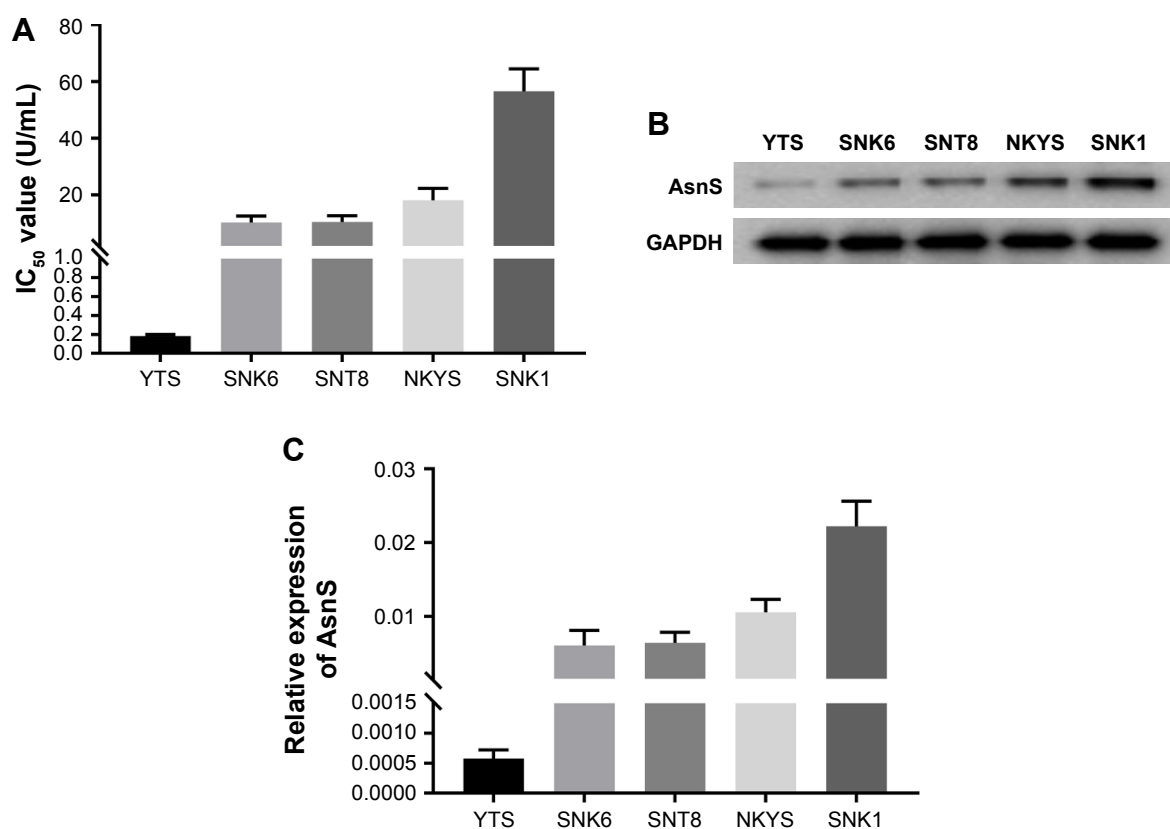 A
IC50 value (U/mL)
80
60
40
20
1.0
0.8
0.6
0.4
0.2
0.0
YTS SNK6 SNT8 NKYS SNK1
B
YTS SNK6 SNT8 NKYS SNK1
AsnS
GAPDH
C
Relative expression
of AsnS
0.03
0.02
0.01
0.0015
0.0010
0.0005
0.0000
YTS SNK6 SNT8 NKYS SNK1